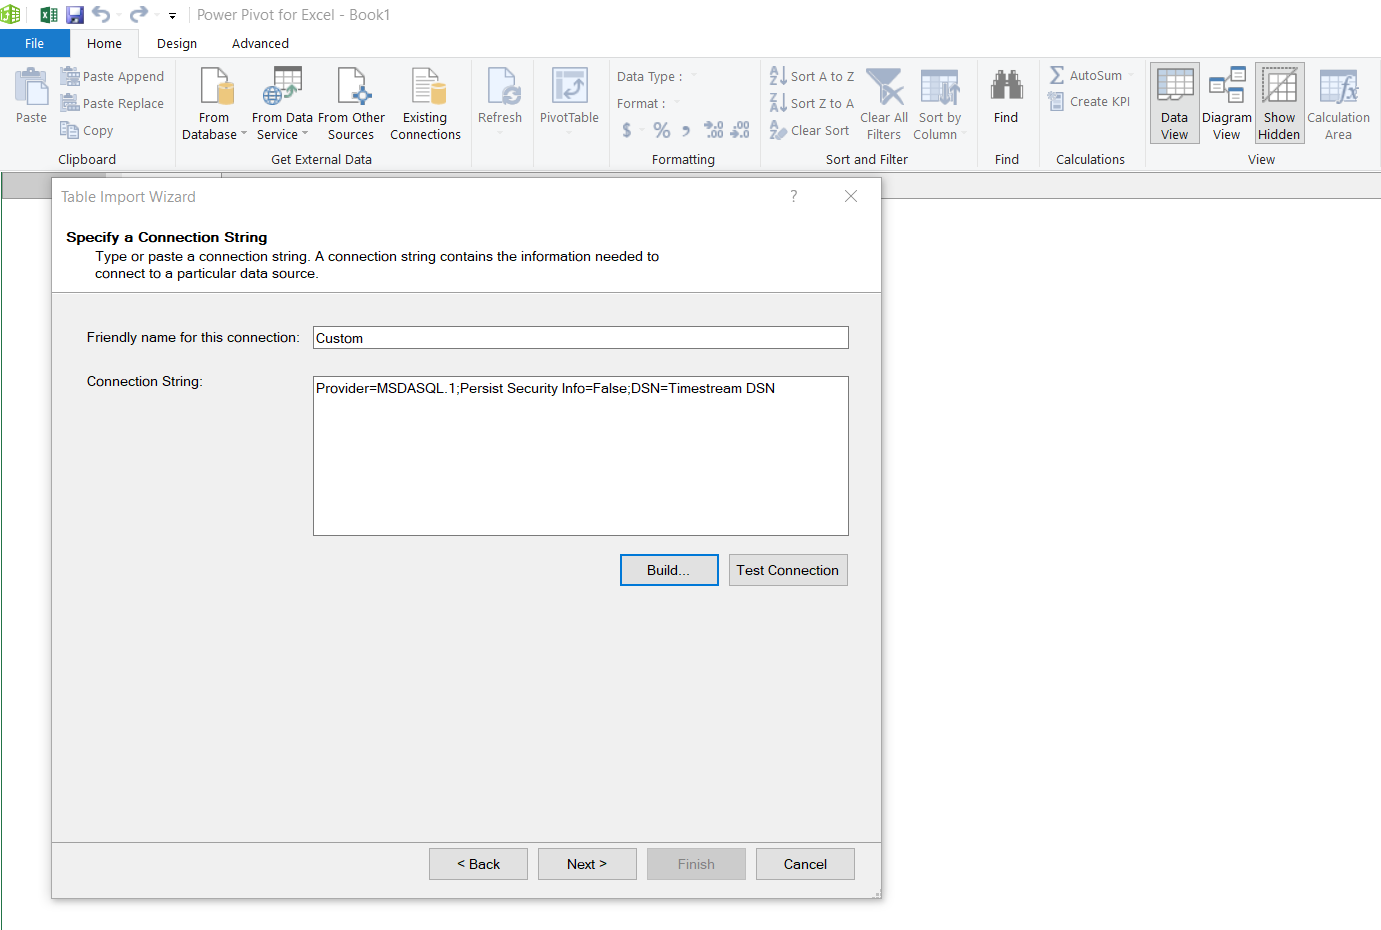 Power Pivot for Excel - Book1
File Home Design Advanced
Paste
Paste Append
Paste Replace
Copy
Clipboard
From
Database
From Data
Service
From Other
Sources
Existing
Connections
Get External Data
Refresh
PivotTable
Data Type :
Format :
$ % ,
.00
.00
Formatting
Sort A to Z
Sort Z to A
Clear Sort
Clear All
Filters
Sort by
Column
Sort and Filter
Find
Find
AutoSum
Create KPI
Calculations
Data
View
Diagram
View
Show
Hidden
Calculation
Area
View
Table Import Wizard
?
Specify a Connection String
Type or paste a connection string. A connection string contains the information needed to
connect to a particular data source.
Friendly name for this connection: Custom
Connection String: Provider=MSDASQL.1;Persist Security Info=False;DSN=Timestream DSN
Build... Test Connection
< Back Next > Finish Cancel